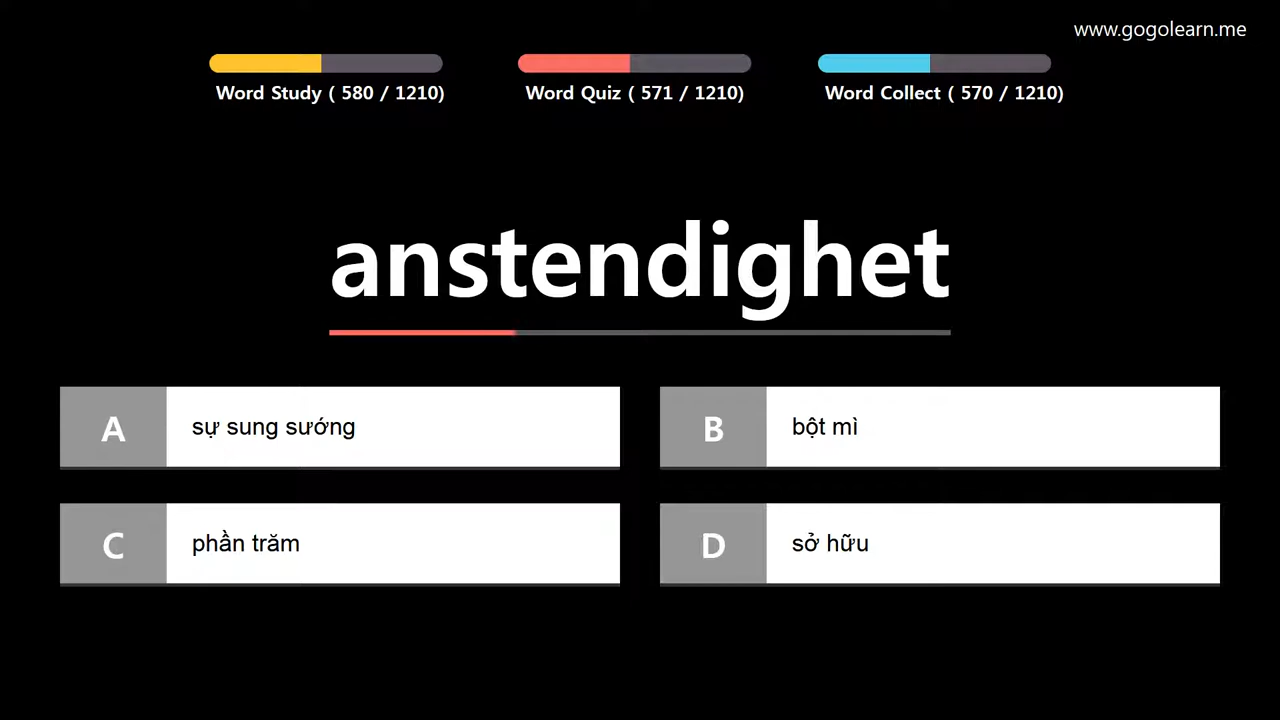 www.gogolearn.me
Word Study ( 580 / 1210)
Word Quiz ( 571 / 1210)
Word Collect ( 570 / 1210)
anstendighet
A
sự sung sướng
B
bột mì
C
phần trăm
D
sở hữu